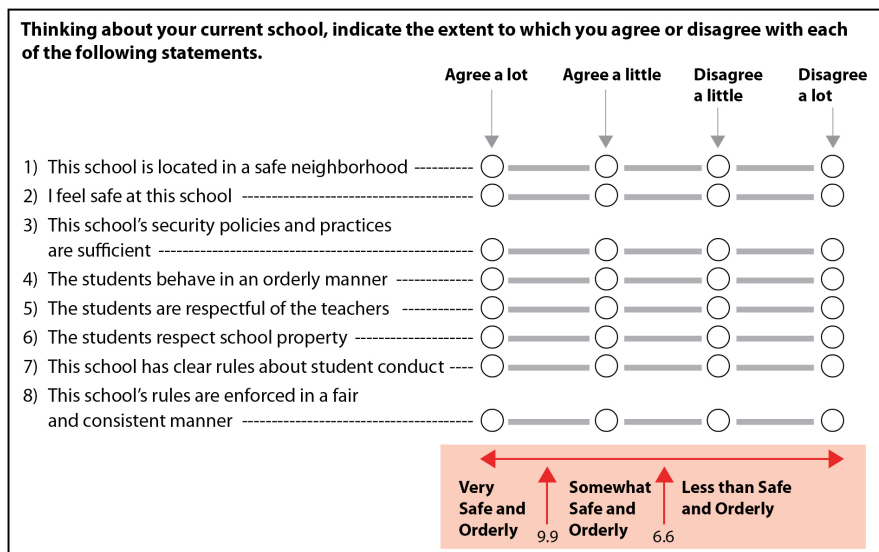 Thinking about your current school, indicate the extent to which you agree or disagree with each
of the following statements.
Agree a lot Agree a little Disagree a little Disagree a lot
1) This school is located in a safe neighborhood ----------
2) I feel safe at this school ----------------------------------------
3) This school’s security policies and practices
are sufficient ------------------------------------------------------
4) The students behave in an orderly manner -------------
5) The students are respectful of the teachers --------------
6) The students respect school property --------------------
7) This school has clear rules about student conduct ----
8) This school’s rules are enforced in a fair
and consistent manner ----------------------------------------
Very
Safe and
Orderly
9.9
Somewhat
Safe and
Orderly
6.6
Less than Safe
and Orderly